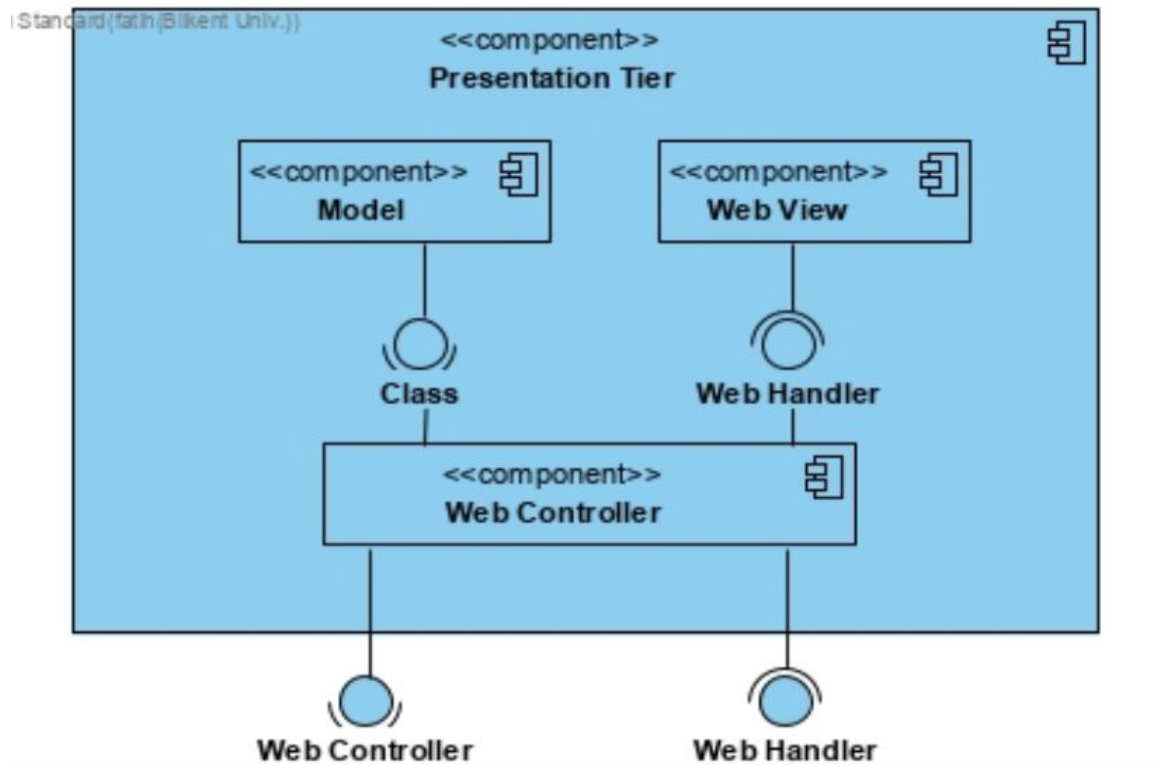 Standard(fatih(Bilkent Univ.))
<<component>>
Presentation Tier
<<component>>
Model
<<component>>
Web View
Class
Web Handler
<<component>>
Web Controller
Web Controller
Web Handler